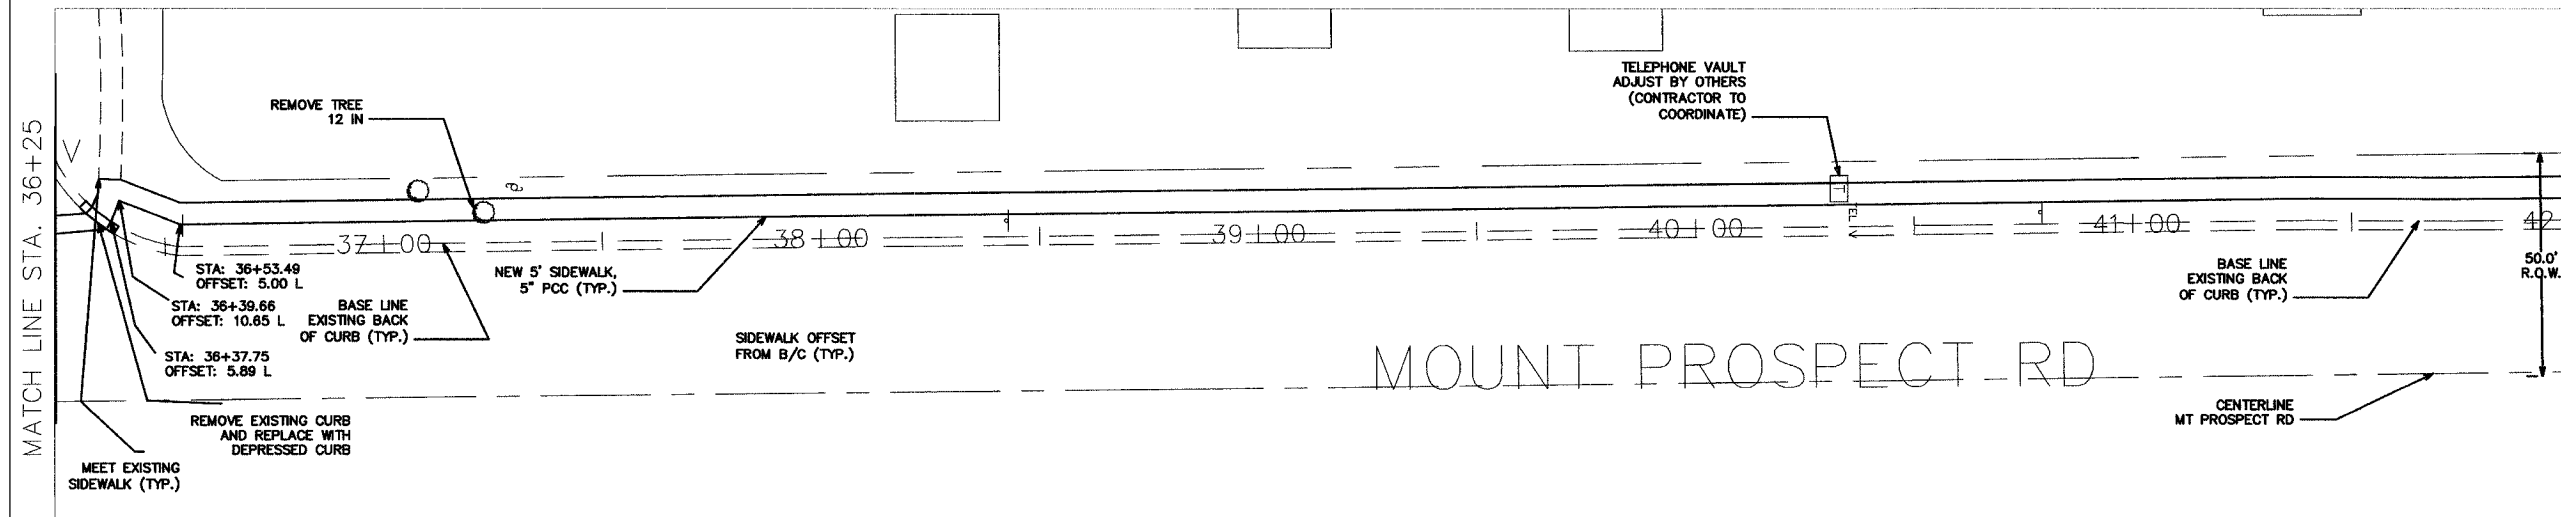 MATCH LINE STA. 36+25
REMOVE TREE
12 IN
TELEPHONE VAULT
ADJUST BY OTHERS
(CONTRACTOR TO
COORDINATE)
T
TEL
37+00
38+00
39+00
40+00
41+00
42
STA: 36+53.49
OFFSET: 5.00 L
STA: 36+39.66
OFFSET: 10.65 L
STA: 36+37.75
OFFSET: 5.89 L
BASE LINE
EXISTING BACK
OF CURB (TYP.)
NEW 5' SIDEWALK,
5" PCC (TYP.)
SIDEWALK OFFSET
FROM B/C (TYP.)
BASE LINE
EXISTING BACK
OF CURB (TYP.)
50.0'
R.O.W.
MOUNT PROSPECT RD
REMOVE EXISTING CURB
AND REPLACE WITH
DEPRESSED CURB
CENTERLINE
MT PROSPECT RD
MEET EXISTING
SIDEWALK (TYP.)